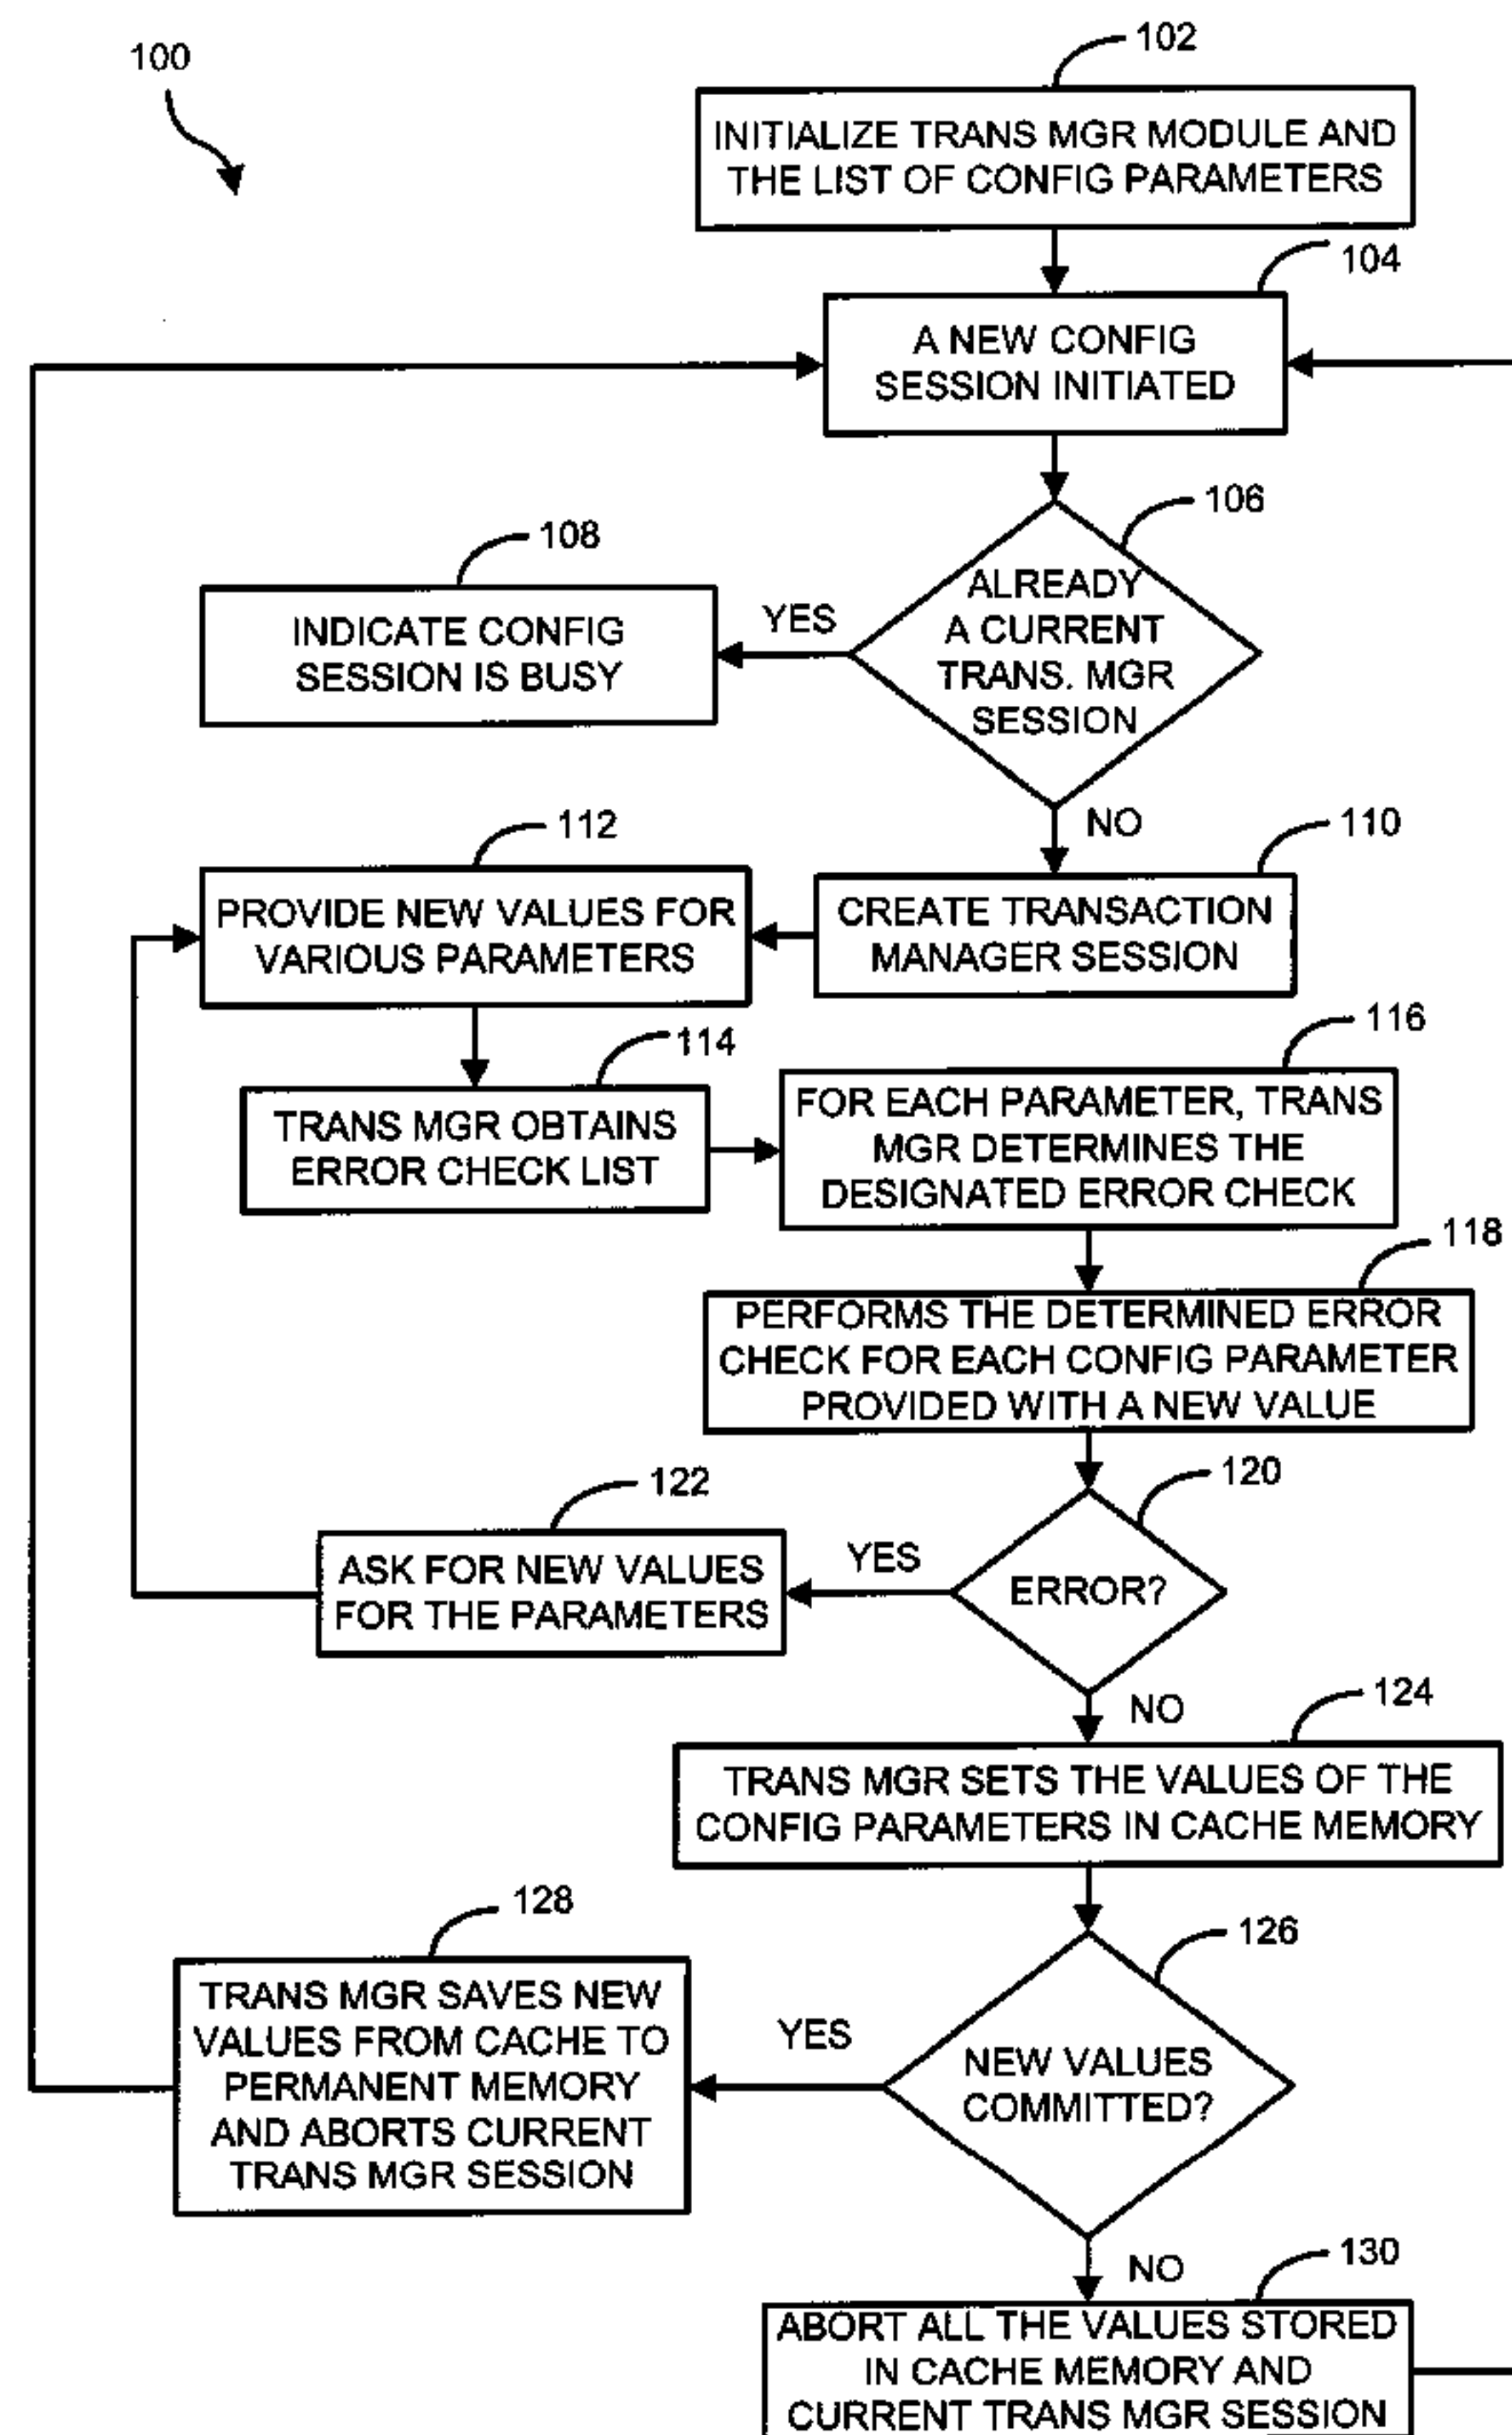 100
102
INITIALIZE TRANS MGR MODULE AND
THE LIST OF CONFIG PARAMETERS
104
A NEW CONFIG
SESSION INITIATED
106
ALREADY
A CURRENT
TRANS. MGR
SESSION
YES
108
INDICATE CONFIG
SESSION IS BUSY
NO
110
CREATE TRANSACTION
MANAGER SESSION
112
PROVIDE NEW VALUES FOR
VARIOUS PARAMETERS
114
TRANS MGR OBTAINS
ERROR CHECK LIST
116
FOR EACH PARAMETER, TRANS
MGR DETERMINES THE
DESIGNATED ERROR CHECK
118
PERFORMS THE DETERMINED ERROR
CHECK FOR EACH CONFIG PARAMETER
PROVIDED WITH A NEW VALUE
120
ERROR?
YES
122
ASK FOR NEW VALUES
FOR THE PARAMETERS
NO
124
TRANS MGR SETS THE VALUES OF THE
CONFIG PARAMETERS IN CACHE MEMORY
126
NEW VALUES
COMMITTED?
YES
128
TRANS MGR SAVES NEW
VALUES FROM CACHE TO
PERMANENT MEMORY
AND ABORTS CURRENT
TRANS MGR SESSION
NO
130
ABORT ALL THE VALUES STORED
IN CACHE MEMORY AND
CURRENT TRANS MGR SESSION